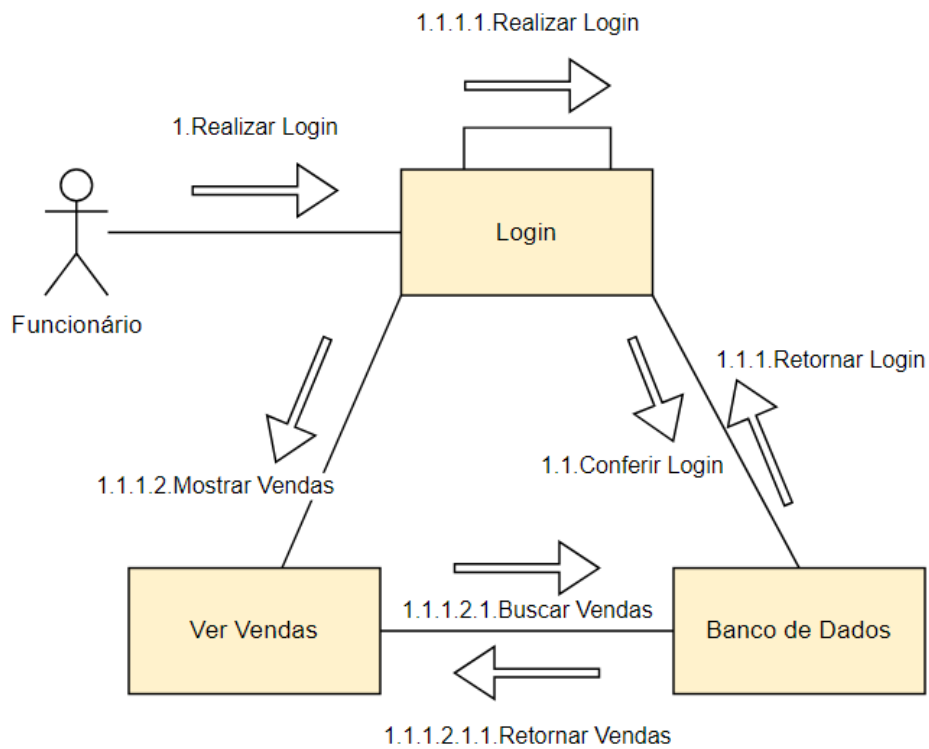 1.1.1.1.Realizar Login
1.Realizar Login
Login
Funcionário
1.1.1.Retornar Login
1.1.Conferir Login
1.1.1.2.Mostrar Vendas
1.1.1.2.1.Buscar Vendas
Ver Vendas
Banco de Dados
1.1.1.2.1.1.Retornar Vendas